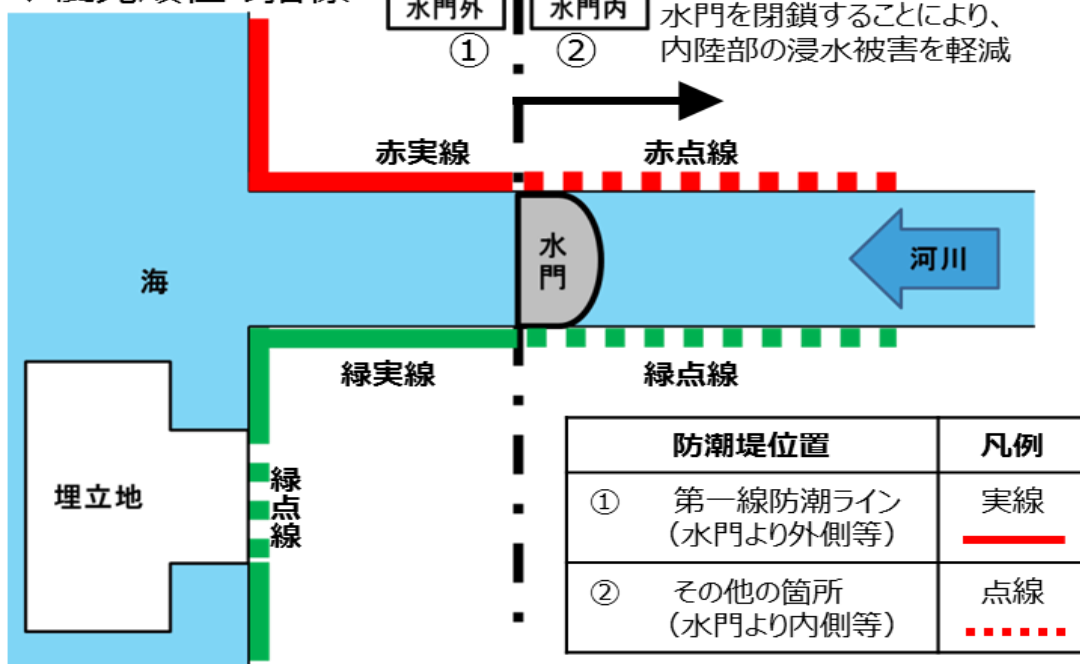 水門外
水門内
①
②
水門を閉鎖することにより、
内陸部の浸水被害を軽減
赤実線
赤点線
海
水
門
河川
緑実線
緑点線
埋立地
緑
点
線
防潮堤位置 凡例
① 第一線防潮ライン 実線
（水門より外側等）
② その他の箇所 点線
（水門より内側等）